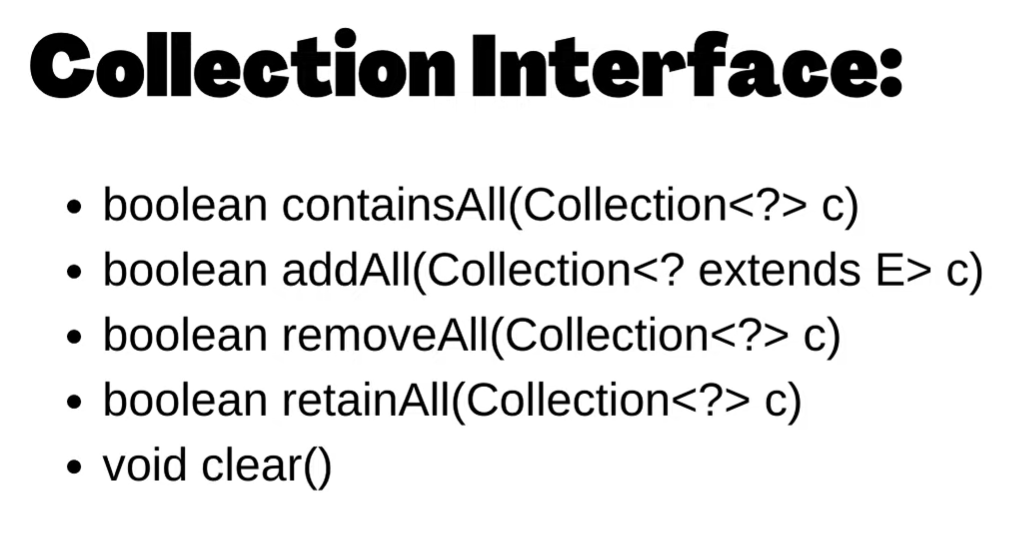 Collection Interface:
• boolean containsAll(Collection<?> c)
• boolean addAll(Collection<? extends E> c)
• boolean removeAll(Collection<?> c)
• boolean retainAll(Collection<?> c)
• void clear()